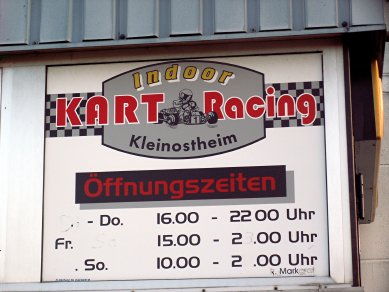 Indoor
KART Racing
Kleinostheim
Öffnungszeiten
- Do. 16.00 - 22 00 Uhr
Fr. 15.00 - 2 .00 Uhr
. So. 10.00 - 2 .00 Uhr
R. Mark